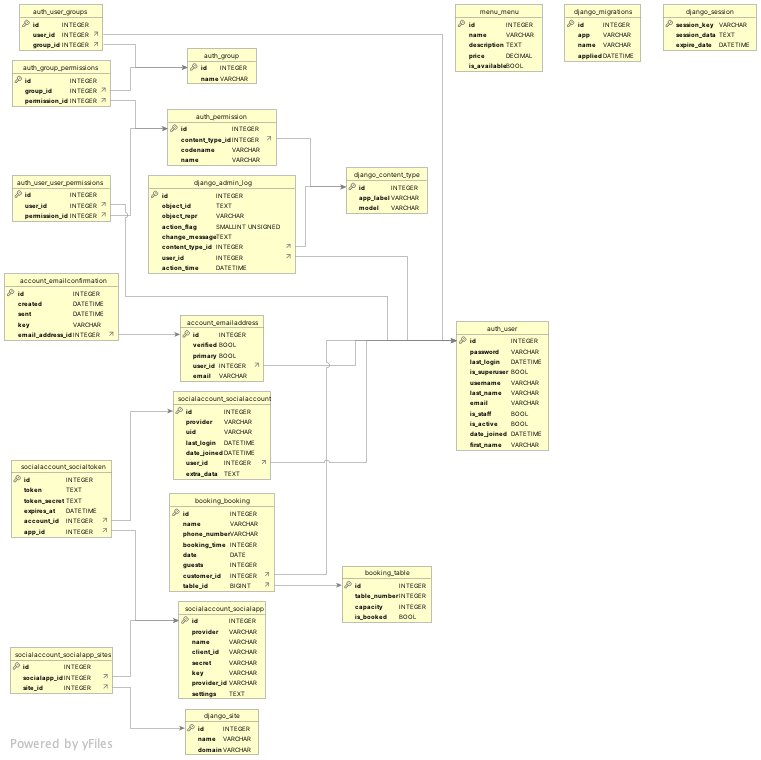 auth_user_groups
id INTEGER
user_id INTEGER
group_id INTEGER
auth_group_permissions
id INTEGER
group_id INTEGER
permission_id INTEGER
auth_group
id INTEGER
name VARCHAR
auth_permission
id INTEGER
content_type_id INTEGER
codename VARCHAR
name VARCHAR
auth_user_user_permissions
id INTEGER
user_id INTEGER
permission_id INTEGER
django_admin_log
id INTEGER
object_id TEXT
object_repr VARCHAR
action_flag SMALLINT UNSIGNED
change_message TEXT
content_type_id INTEGER
user_id INTEGER
action_time DATETIME
django_content_type
id INTEGER
app_label VARCHAR
model VARCHAR
menu_menu
id INTEGER
name VARCHAR
description TEXT
price DECIMAL
is_available BOOL
django_migrations
id INTEGER
app VARCHAR
name VARCHAR
applied DATETIME
django_session
session_key VARCHAR
session_data TEXT
expire_date DATETIME
account_emailconfirmation
id INTEGER
created DATETIME
sent DATETIME
key VARCHAR
email_address_id INTEGER
account_emailaddress
id INTEGER
verified BOOL
primary BOOL
user_id INTEGER
email VARCHAR
auth_user
id INTEGER
password VARCHAR
last_login DATETIME
is_superuser BOOL
username VARCHAR
last_name VARCHAR
email VARCHAR
is_staff BOOL
is_active BOOL
date_joined DATETIME
first_name VARCHAR
socialaccount_socialaccount
id INTEGER
provider VARCHAR
uid VARCHAR
last_login DATETIME
date_joined DATETIME
user_id INTEGER
extra_data TEXT
socialaccount_socialtoken
id INTEGER
token TEXT
token_secret TEXT
expires_at DATETIME
account_id INTEGER
app_id INTEGER
booking_booking
id INTEGER
name VARCHAR
phone_number VARCHAR
booking_time INTEGER
date DATE
guests INTEGER
customer_id INTEGER
table_id BIGINT
booking_table
id INTEGER
table_number INTEGER
capacity INTEGER
is_booked BOOL
socialaccount_socialapp
id INTEGER
provider VARCHAR
name VARCHAR
client_id VARCHAR
secret VARCHAR
key VARCHAR
provider_id VARCHAR
settings TEXT
socialaccount_socialapp_sites
id INTEGER
socialapp_id INTEGER
site_id INTEGER
django_site
id INTEGER
name VARCHAR
domain VARCHAR
Powered by yFiles